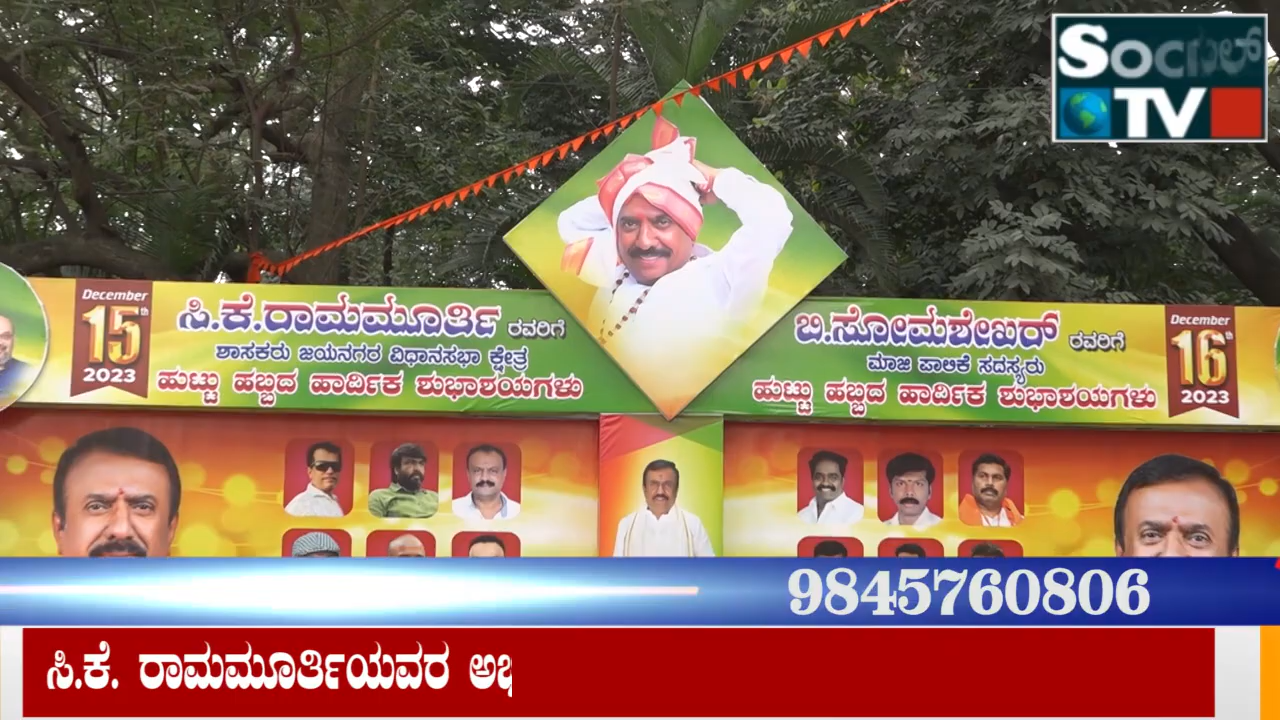 Social
TV
December
15th
2023
ಸಿ.ಕೆ.ರಾಮಮೂರ್ತಿ ರವರಿಗೆ
ಶಾಸಕರು ಜಯನಗರ ವಿಧಾನಸಭಾ ಕ್ಷೇತ್ರ
ಹುಟ್ಟು ಹಬ್ಬದ ಹಾರ್ದಿಕ ಶುಭಾಶಯಗಳು
ಬಿ.ಸೋಮಶೇಖರ್ ರವರಿಗೆ
ಮಾಜಿ ಪಾಲಿಕೆ ಸದಸ್ಯರು
ಹುಟ್ಟು ಹಬ್ಬದ ಹಾರ್ದಿಕ ಶುಭಾಶಯಗಳು
December
16th
2023
9845760806
ಸಿ.ಕೆ. ರಾಮಮೂರ್ತಿಯವರ